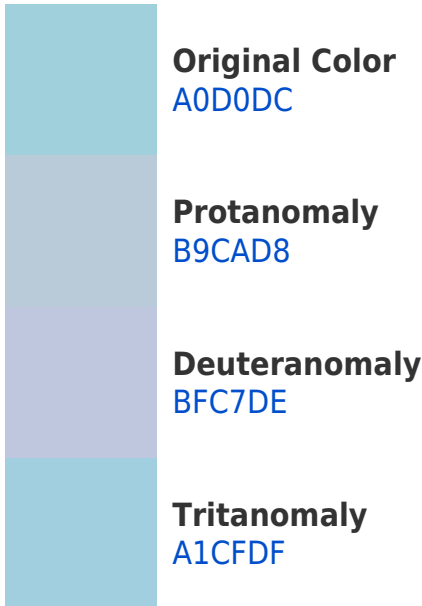 Original Color
A0D0DC
Protanomaly
B9CAD8
Deuteranomaly
BFC7DE
Tritanomaly
A1CFDF